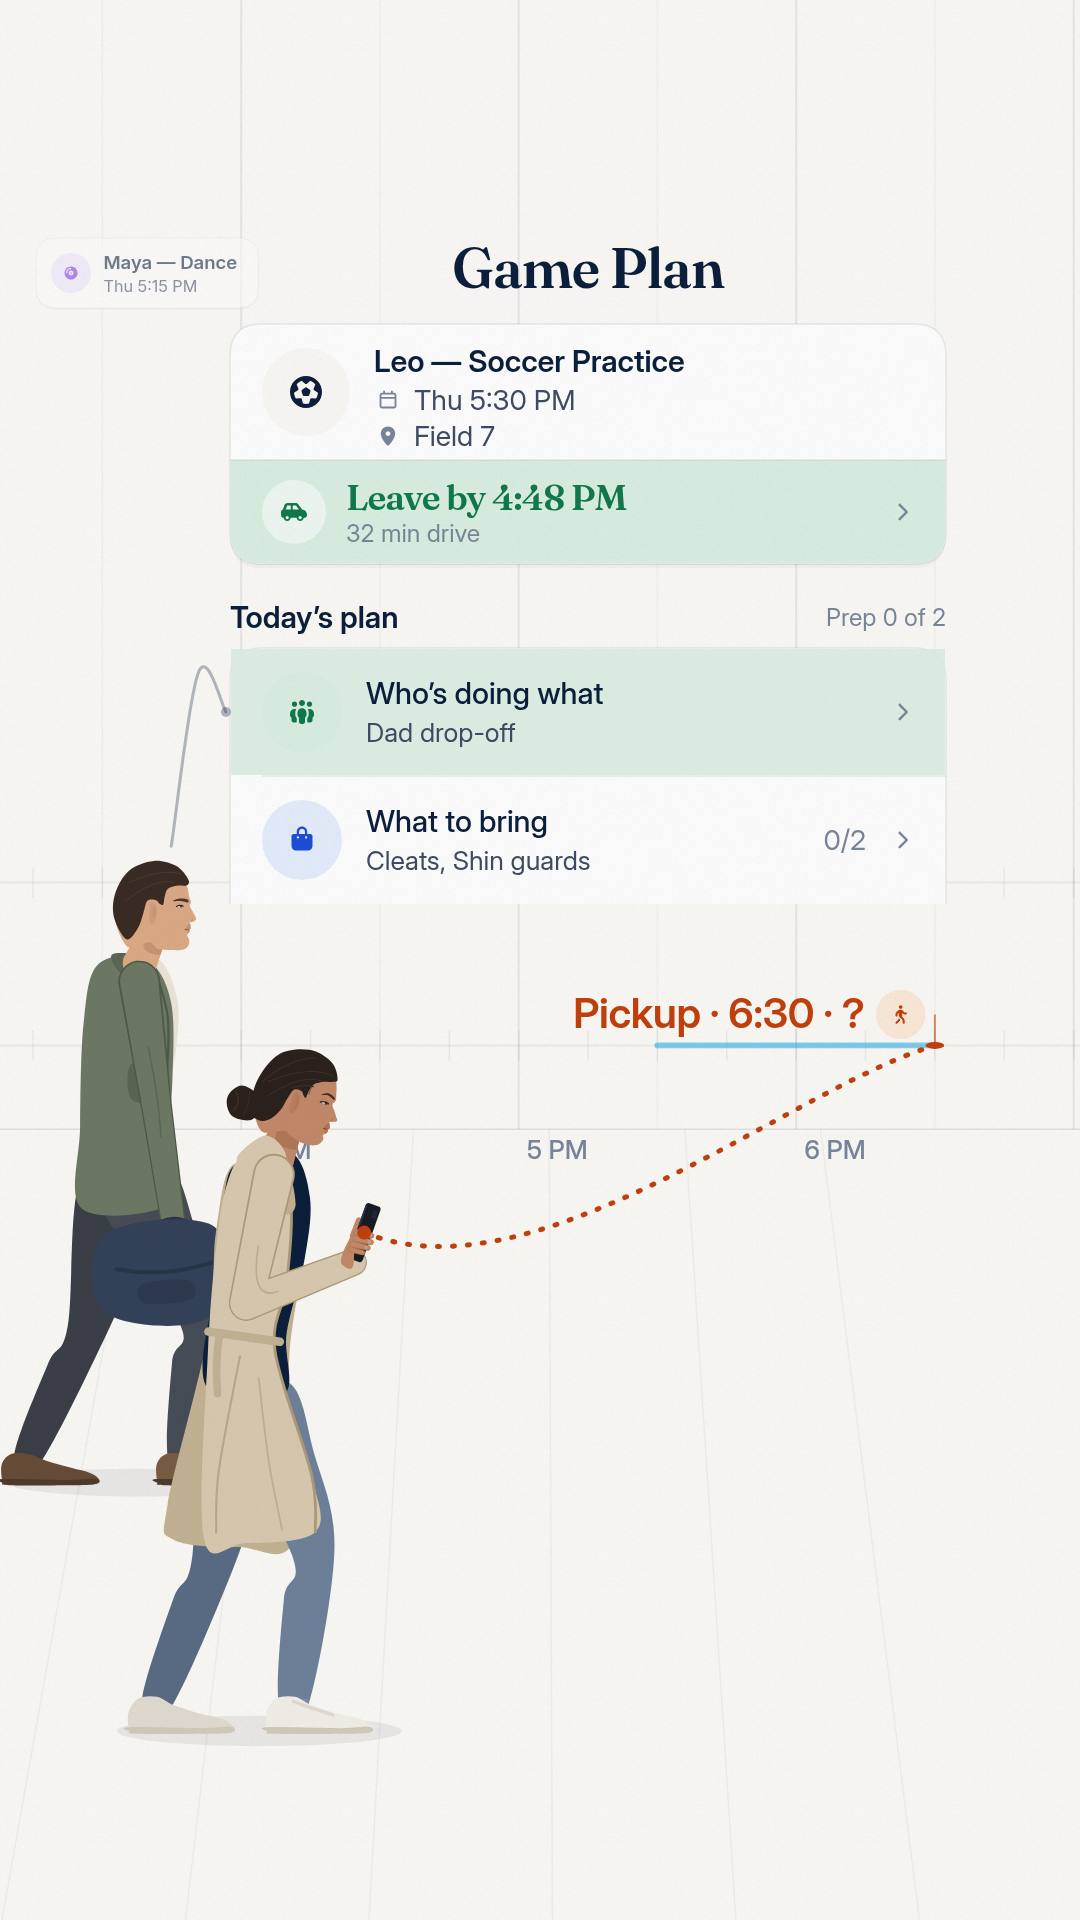 Game Plan
Maya — Dance
Thu 5:15 PM
Leo — Soccer Practice
Thu 5:30 PM
Field 7
Leave by 4:48 PM
32 min drive
Today's plan
Prep 0 of 2
Who's doing what
Dad drop-off
What to bring
Cleats, Shin guards
0/2
Pickup · 6:30 · ?
5 PM
6 PM